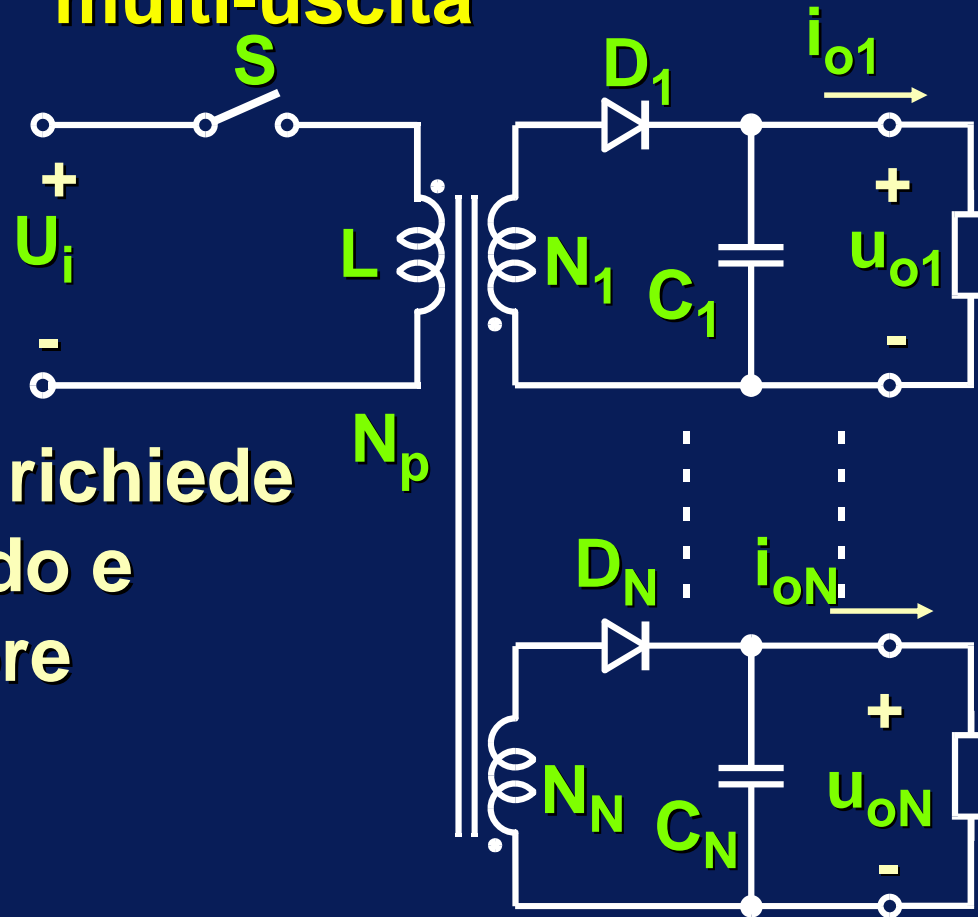 multi-uscita
S
D1
io1
+
Ui
-
L
N1
C1
+
uo1
-
Np
richiede
do e
re
DN
ioN
NN
CN
+
uoN
-